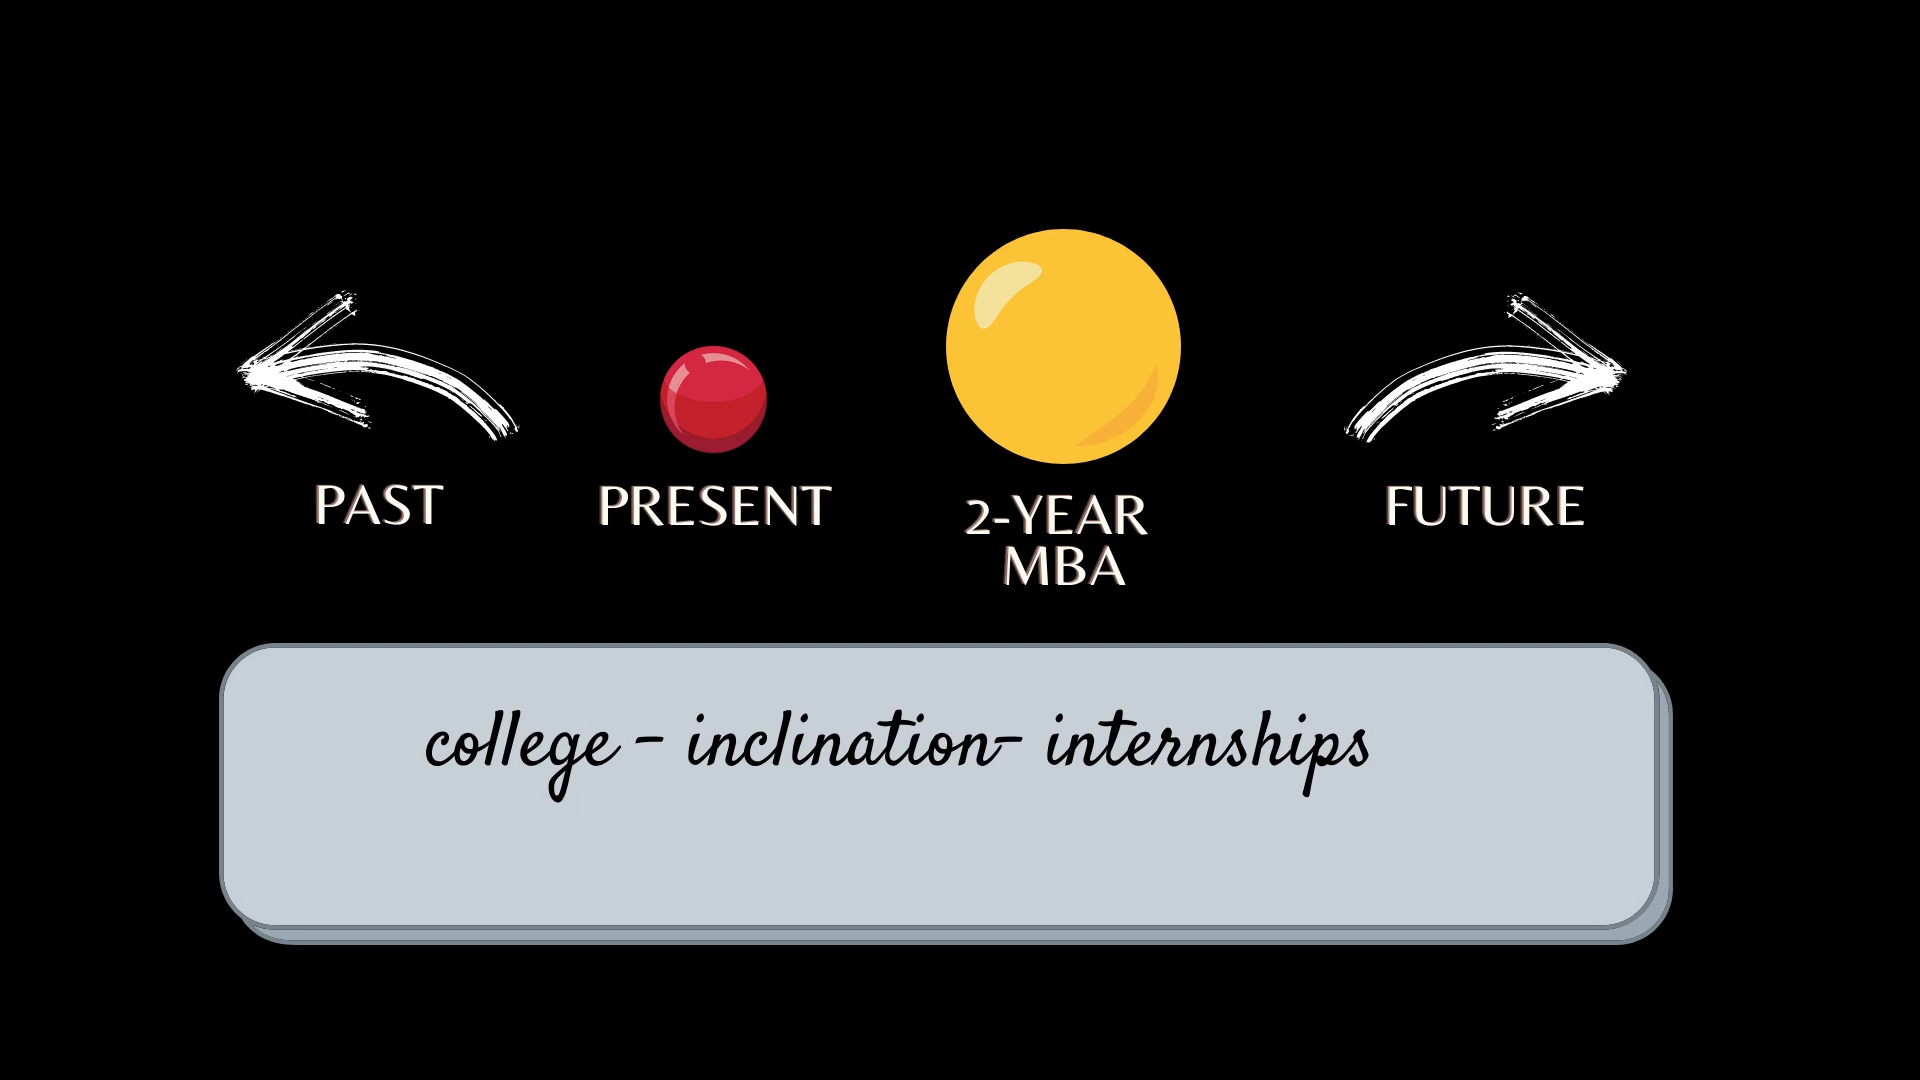 PAST
PRESENT
2-YEAR
MBA
FUTURE
college - inclination- internships